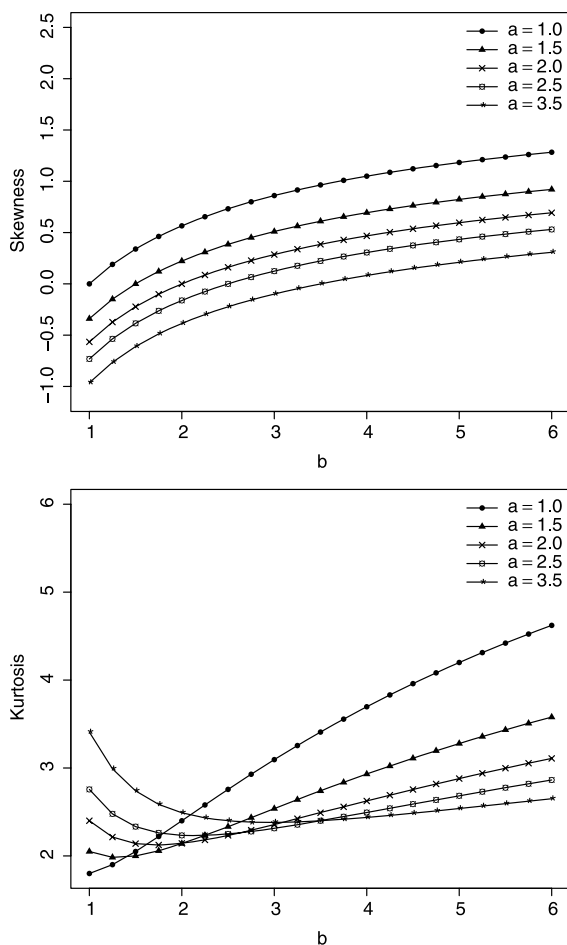 2.5
2.0
1.5
1.0
0.5
0.0
−0.5
−1.0
Skewness
a = 1.0
a = 1.5
a = 2.0
a = 2.5
a = 3.5
1 2 3 4 5 6
b
6
5
4
3
2
Kurtosis
a = 1.0
a = 1.5
a = 2.0
a = 2.5
a = 3.5
1 2 3 4 5 6
b